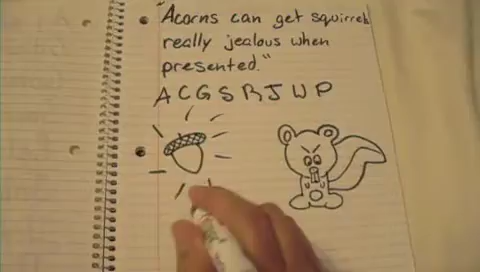 "Acorns can get squirrels
really jealous when
presented."
A C G S R J W P